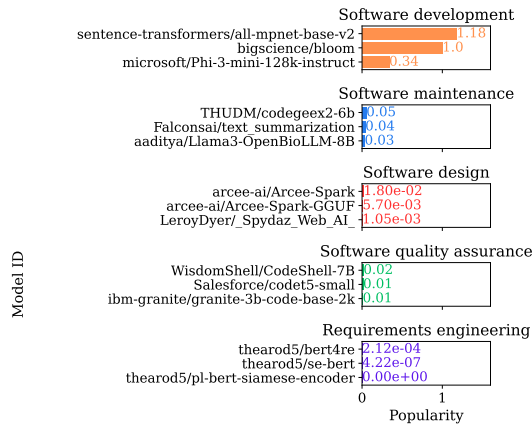 Software development
sentence-transformers/all-mpnet-base-v2 1.18
bigscience/bloom 1.0
microsoft/Phi-3-mini-128k-instruct 0.34
Software maintenance
THUDM/codegeex2-6b 0.05
Falconsai/text_summarization 0.04
aaditya/Llama3-OpenBioLLM-8B 0.03
Software design
arcee-ai/Arcee-Spark 1.80e-02
arcee-ai/Arcee-Spark-GGUF 5.70e-03
LeroyDyer/_Spydaz_Web_AI_ 1.05e-03
Software quality assurance
WisdomShell/CodeShell-7B 0.02
Salesforce/codet5-small 0.01
ibm-granite/granite-3b-code-base-2k 0.01
Requirements engineering
thearod5/bert4re 2.12e-04
thearod5/se-bert 4.22e-07
thearod5/pl-bert-siamese-encoder 0.00e+00
0 1
Popularity
Model ID